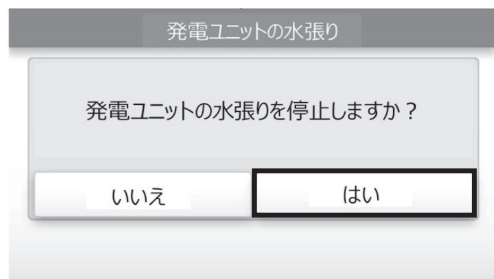 発電ユニットの水張り
発電ユニットの水張りを停止しますか？
いいえ
はい